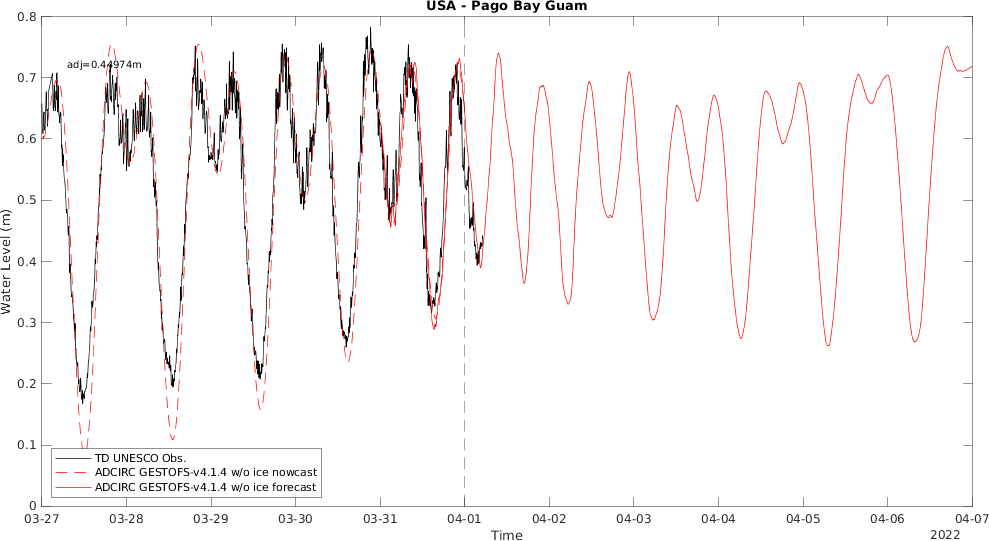 USA - Pago Bay Guam
0.8
0.7
0.6
0.5
0.4
0.3
0.2
0.1
0
Water Level (m)
adj=0.44974m
TD UNESCO Obs.
ADCIRC GESTOFS-v4.1.4 w/o ice nowcast
ADCIRC GESTOFS-v4.1.4 w/o ice forecast
03-27 03-28 03-29 03-30 03-31 04-01 04-02 04-03 04-04 04-05 04-06 04-07
Time
2022